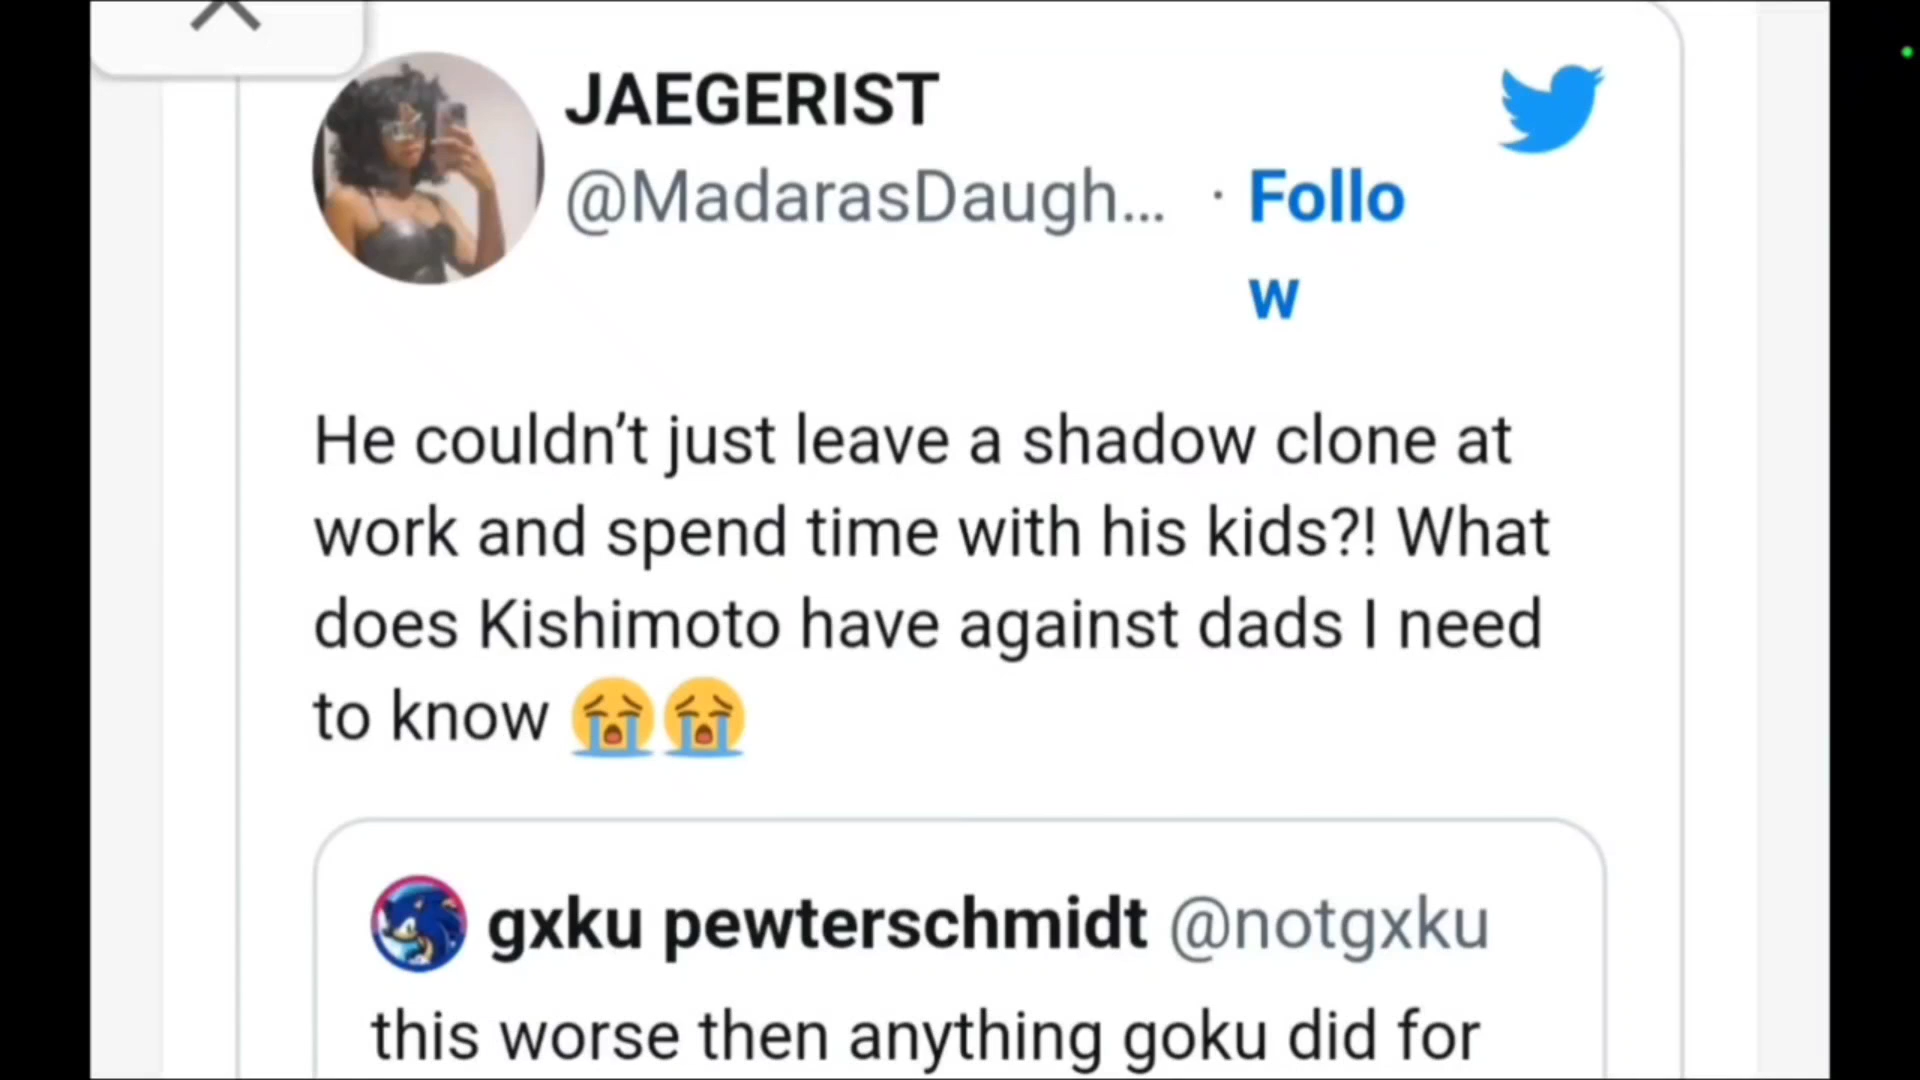 JAEGERIST
@MadarasDaugh... · Follo
w
He couldn’t just leave a shadow clone at
work and spend time with his kids?! What
does Kishimoto have against dads I need
to know 😭😭
gxku pewterschmidt @notgxku
this worse then anything goku did for